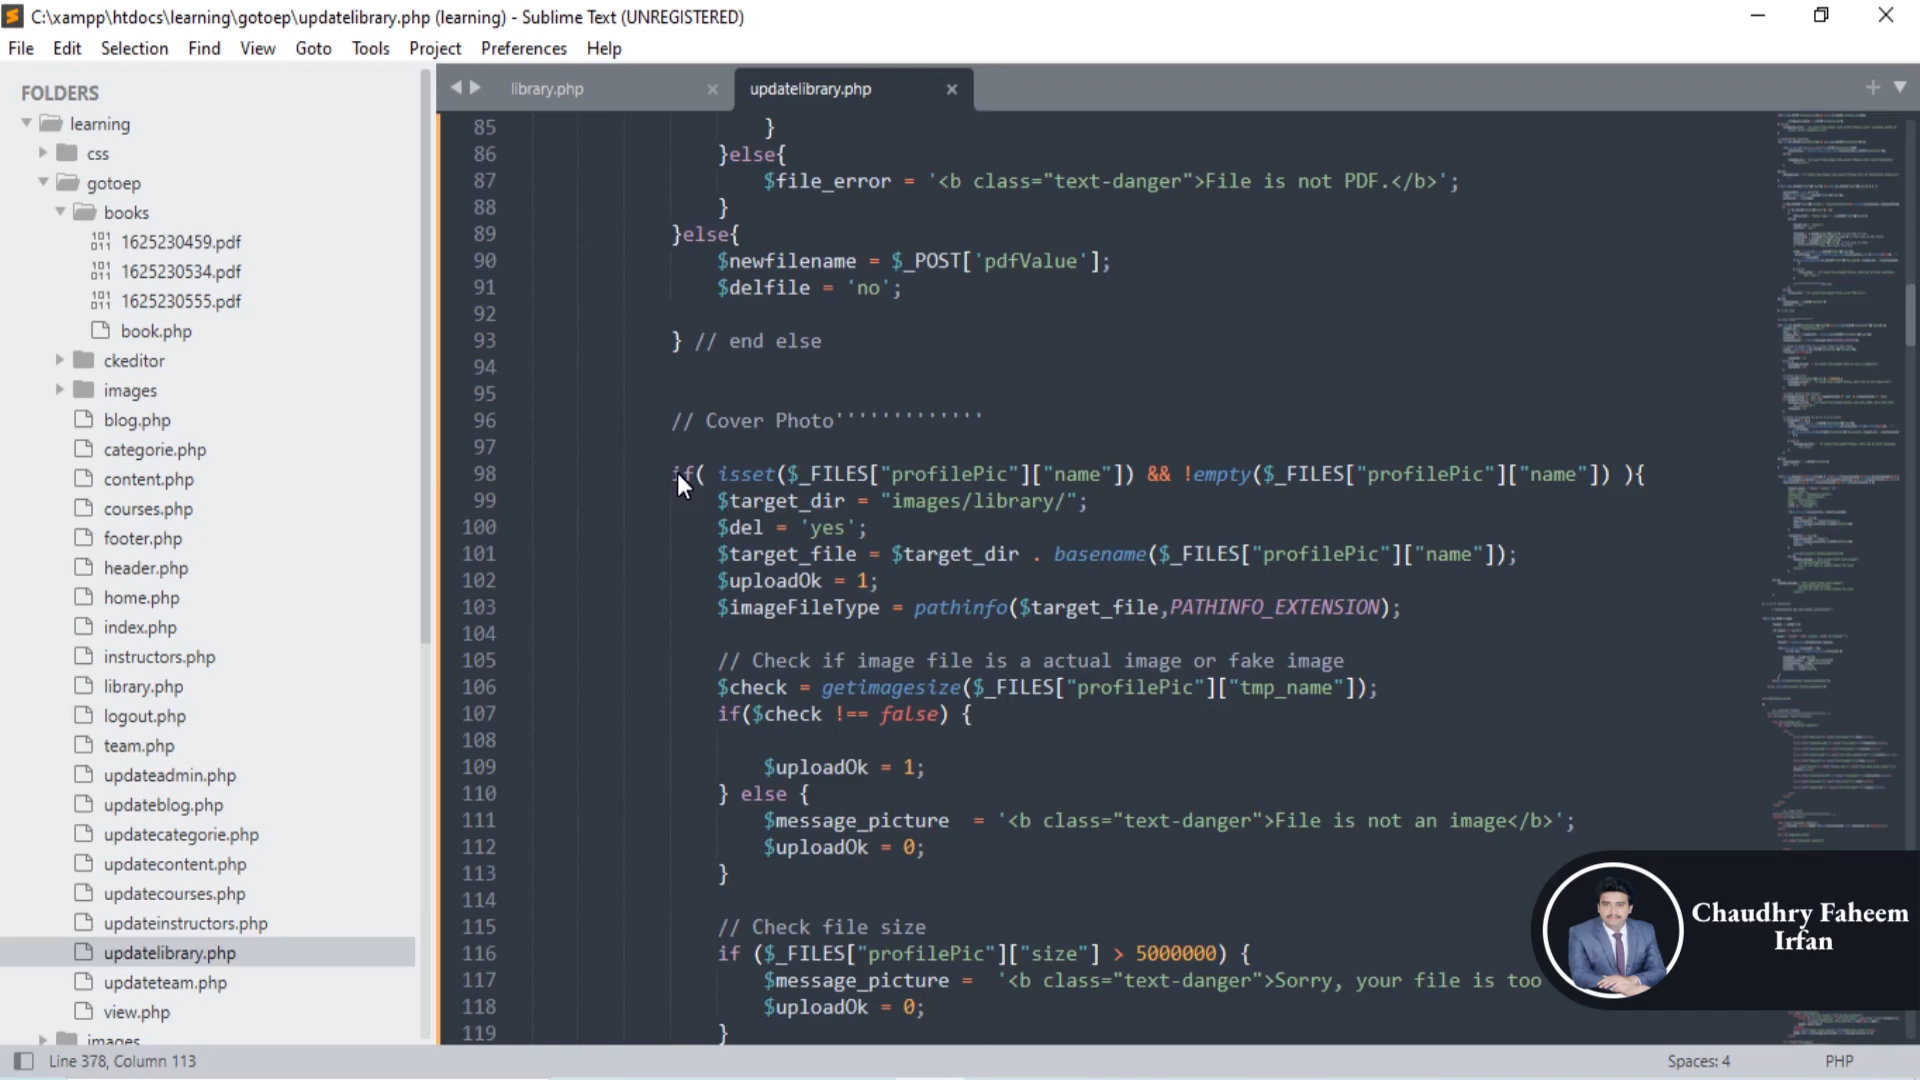 C:\xampp\htdocs\learning\gotoep\updatelibrary.php (learning) - Sublime Text (UNREGISTERED)
File Edit Selection Find View Goto Tools Project Preferences Help
FOLDERS
learning
css
gotoep
books
1625230459.pdf
1625230534.pdf
1625230555.pdf
book.php
ckeditor
images
blog.php
categorie.php
content.php
courses.php
footer.php
header.php
home.php
index.php
instructors.php
library.php
logout.php
team.php
updateadmin.php
updateblog.php
updatecategorie.php
updatecontent.php
updatecourses.php
updateinstructors.php
updatelibrary.php
updateteam.php
view.php
images
library.php updatelibrary.php
85 }
86 }else{
87 $file_error = '<b class="text-danger">File is not PDF.</b>';
88 }
89 }else{
90 $newfilename = $_POST['pdfValue'];
91 $delfile = 'no';
92
93 } // end else
94
95
96 // Cover Photo'''''''''''''
97
98 if( isset($_FILES["profilePic"]["name"]) && !empty($_FILES["profilePic"]["name"]) ){
99 $target_dir = "images/library/";
100 $del = 'yes';
101 $target_file = $target_dir . basename($_FILES["profilePic"]["name"]);
102 $uploadOk = 1;
103 $imageFileType = pathinfo($target_file,PATHINFO_EXTENSION);
104
105 // Check if image file is a actual image or fake image
106 $check = getimagesize($_FILES["profilePic"]["tmp_name"]);
107 if($check !== false) {
108
109 $uploadOk = 1;
110 } else {
111 $message_picture  = '<b class="text-danger">File is not an image</b>';
112 $uploadOk = 0;
113 }
114
115 // Check file size
116 if ($_FILES["profilePic"]["size"] > 5000000) {
117 $message_picture =  '<b class="text-danger">Sorry, your file is too
118 $uploadOk = 0;
119 }
Chaudhry Faheem
Irfan
Line 378, Column 113
Spaces: 4
PHP